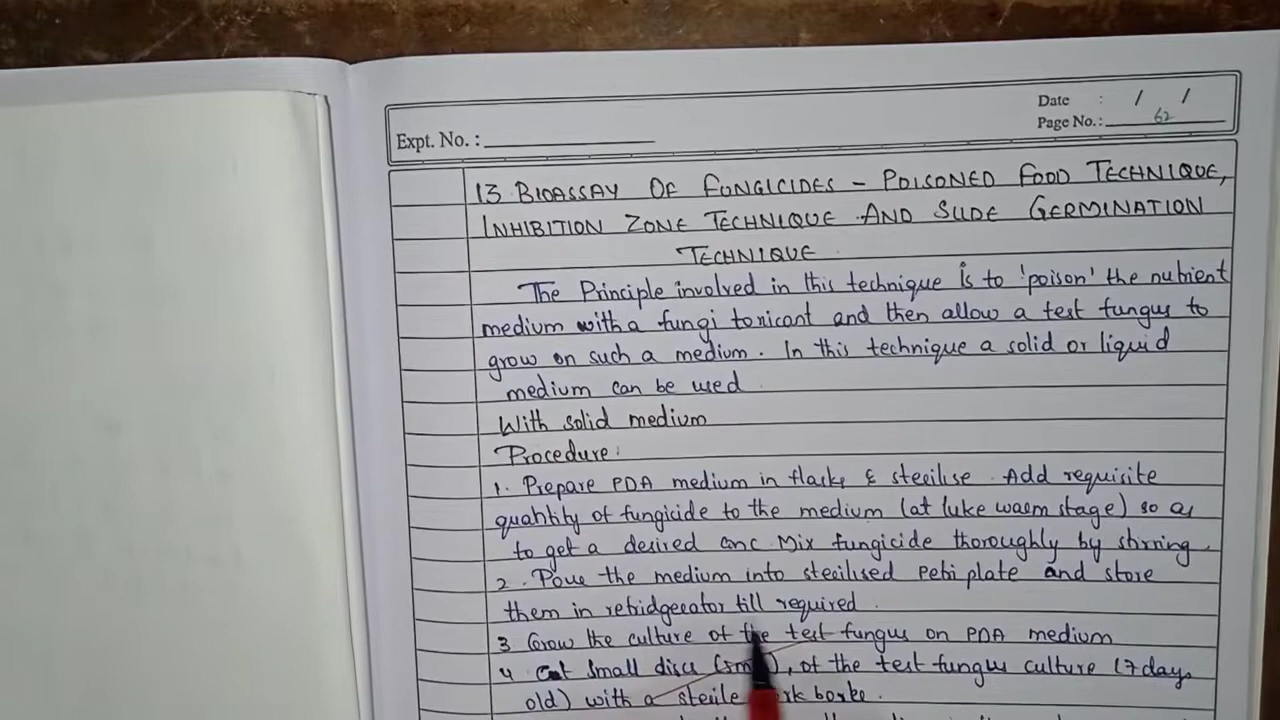 Date : / /
Page No.: 62
Expt. No. :
13 BIOASSAY OF FUNGICIDES - POISONED FOOD TECHNIQUE,
INHIBITION ZONE TECHNIQUE AND SLIDE GERMINATION
TECHNIQUE
The Principle involved in this technique is to 'poison' the nutrient
medium with a fungi toxicant and then allow a test fungus to
grow on such a medium. In this technique a solid or liquid
medium can be used
With solid medium
Procedure:
1. Prepare PDA medium in flasks & sterilise. Add requisite
quantity of fungicide to the medium (at luke warm stage) so as
to get a desired conc Mix fungicide thoroughly by stirring.
2. Pour the medium into sterilised petri plate and store
them in refridgerator till required.
3 Grow the culture of the test fungus on PDA medium
4 Cut small disc of the test fungus culture (7 days
old) with a sterile borke.